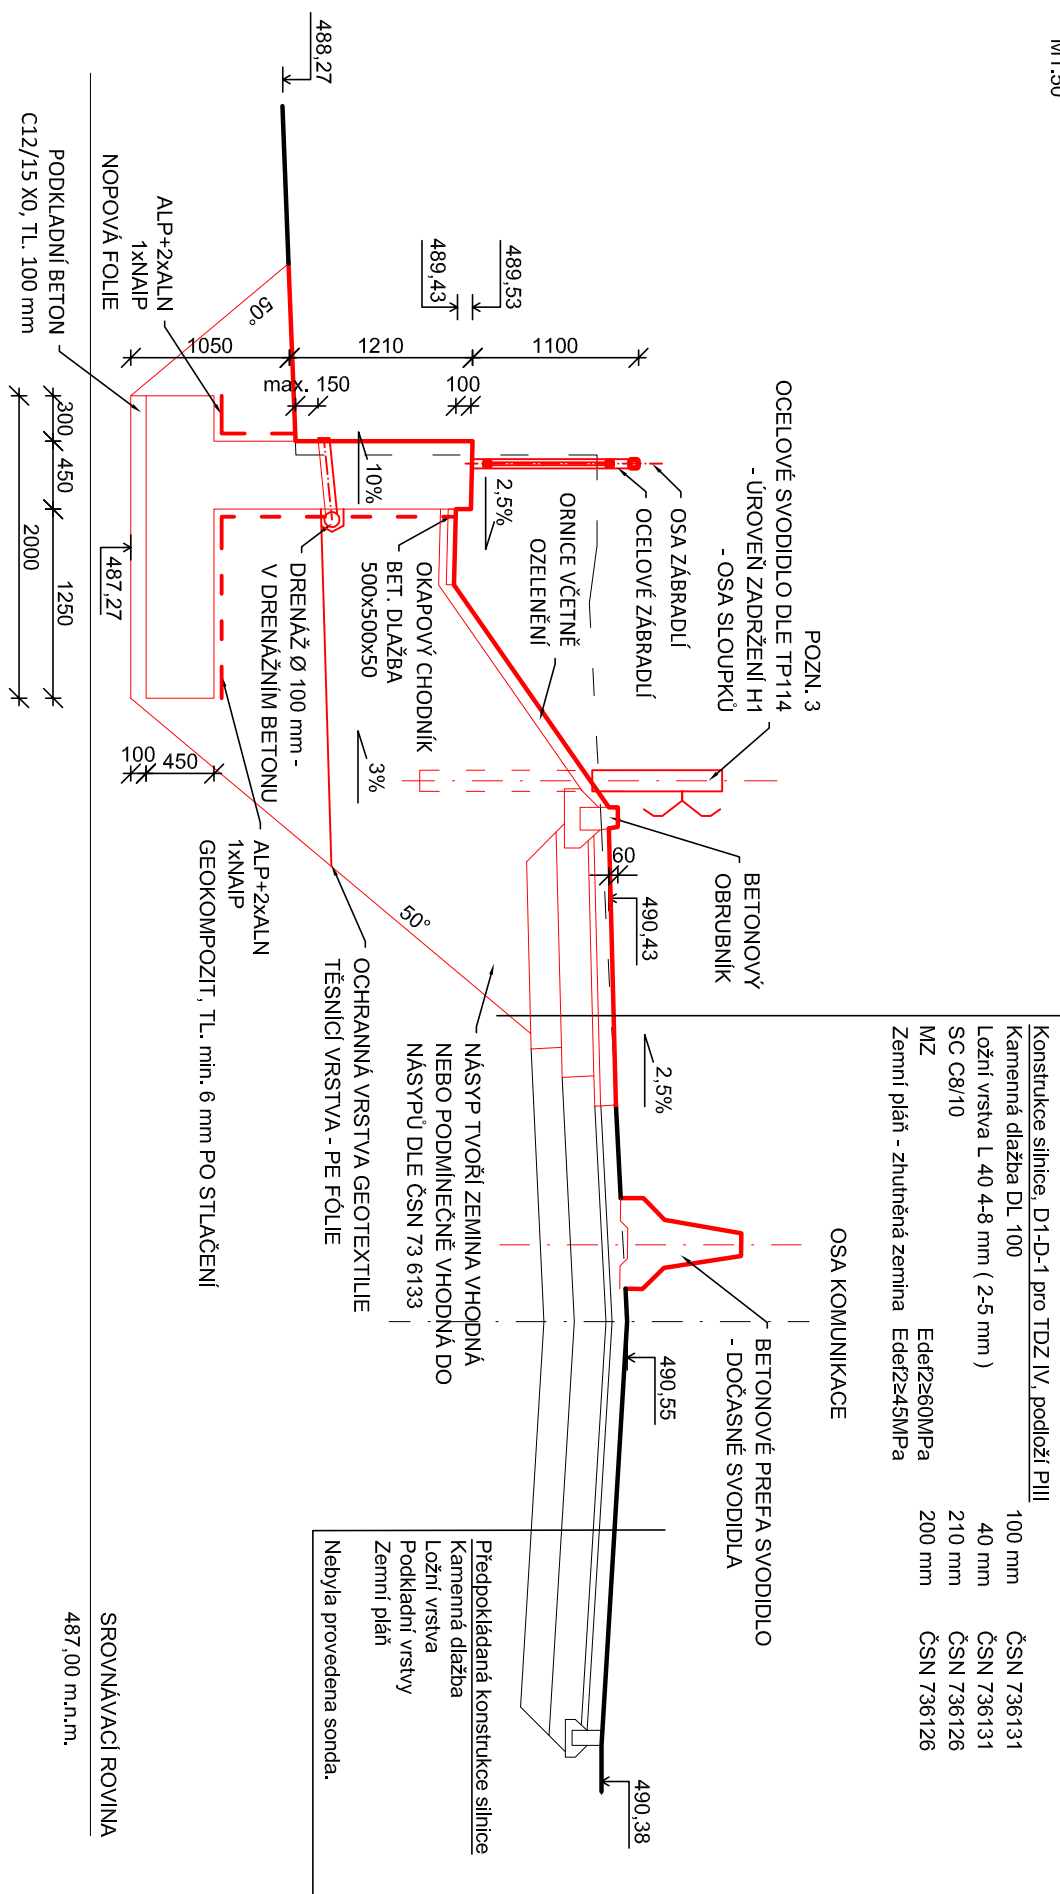 M1:50
Konstrukce silnice, D1-D-1 pro TDZ IV, podloží PIII
Kamenná dlažba DL 100 100 mm ČSN 736131
Ložní vrstva L 40 4-8 mm ( 2-5 mm ) 40 mm ČSN 736131
SC C8/10 210 mm ČSN 736126
MZ Edef2≥60MPa 200 mm ČSN 736126
Zemní pláň - zhutněná zemina Edef2≥45MPa
POZN. 3
OCELOVÉ SVODIDLO DLE TP114
- ÚROVEŇ ZADRŽENÍ H1
- OSA SLOUPKŮ
OSA ZÁBRADLÍ
OCELOVÉ ZÁBRADLÍ
ORNICE VČETNĚ
OZELENĚNÍ
BETONOVÝ
OBRUBNÍK
OSA KOMUNIKACE
BETONOVÉ PREFA SVODIDLO
- DOČASNÉ SVODIDLA
488,27
489,53
489,43
490,43
490,55
490,38
487,27
60
2,5%
2,5%
10%
3%
1100
1210
1050
100
max. 150
50°
50°
OKAPOVÝ CHODNÍK
BET. DLAŽBA
500x500x50
DRENÁŽ Ø 100 mm -
V DRENÁŽNÍM BETONU
ALP+2xALN
1xNAIP
NOPOVÁ FOLIE
PODKLADNÍ BETON
C12/15 X0, TL. 100 mm
300
450
1250
2000
100
450
ALP+2xALN
1xNAIP
GEOKOMPOZIT, TL. min. 6 mm PO STLAČENÍ
OCHRANNÁ VRSTVA GEOTEXTILIE
TĚSNÍCÍ VRSTVA - PE FÓLIE
NÁSYP TVOŘÍ ZEMINA VHODNÁ
NEBO PODMÍNEČNĚ VHODNÁ DO
NÁSYPŮ DLE ČSN 73 6133
Předpokládaná konstrukce silnice
Kamenná dlažba
Ložní vrstva
Podkladní vrstvy
Zemní pláň
Nebyla provedena sonda.
SROVNÁVACÍ ROVINA
487,00 m.n.m.